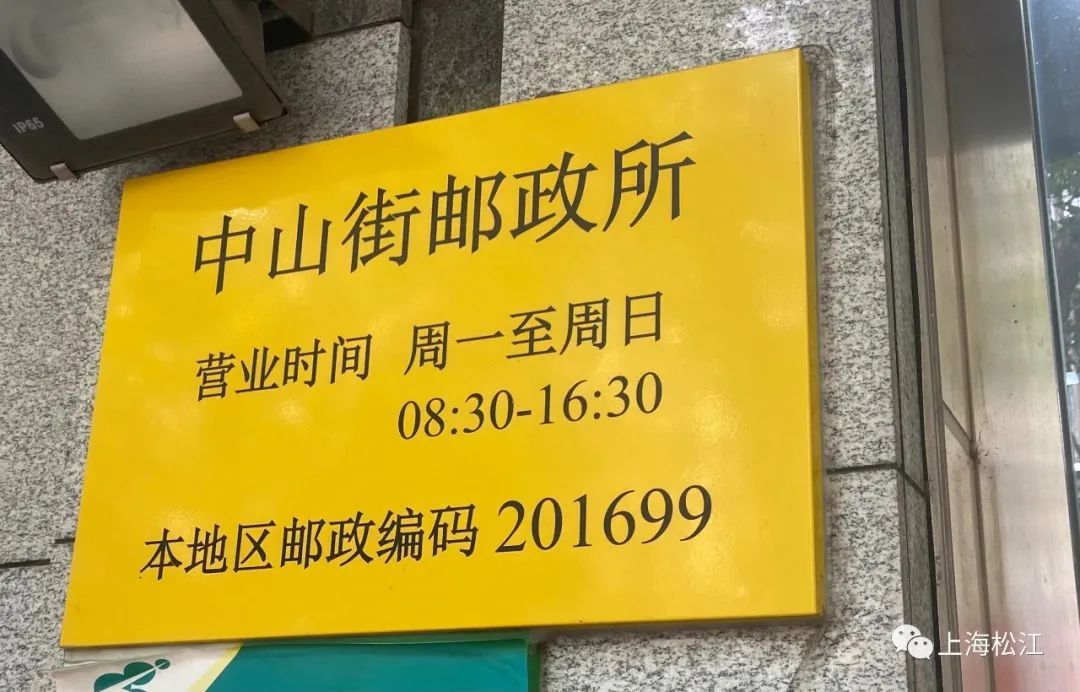 IP65
中山街邮政所
营业时间 周一至周日
08:30-16:30
本地区邮政编码 201699
上海松江